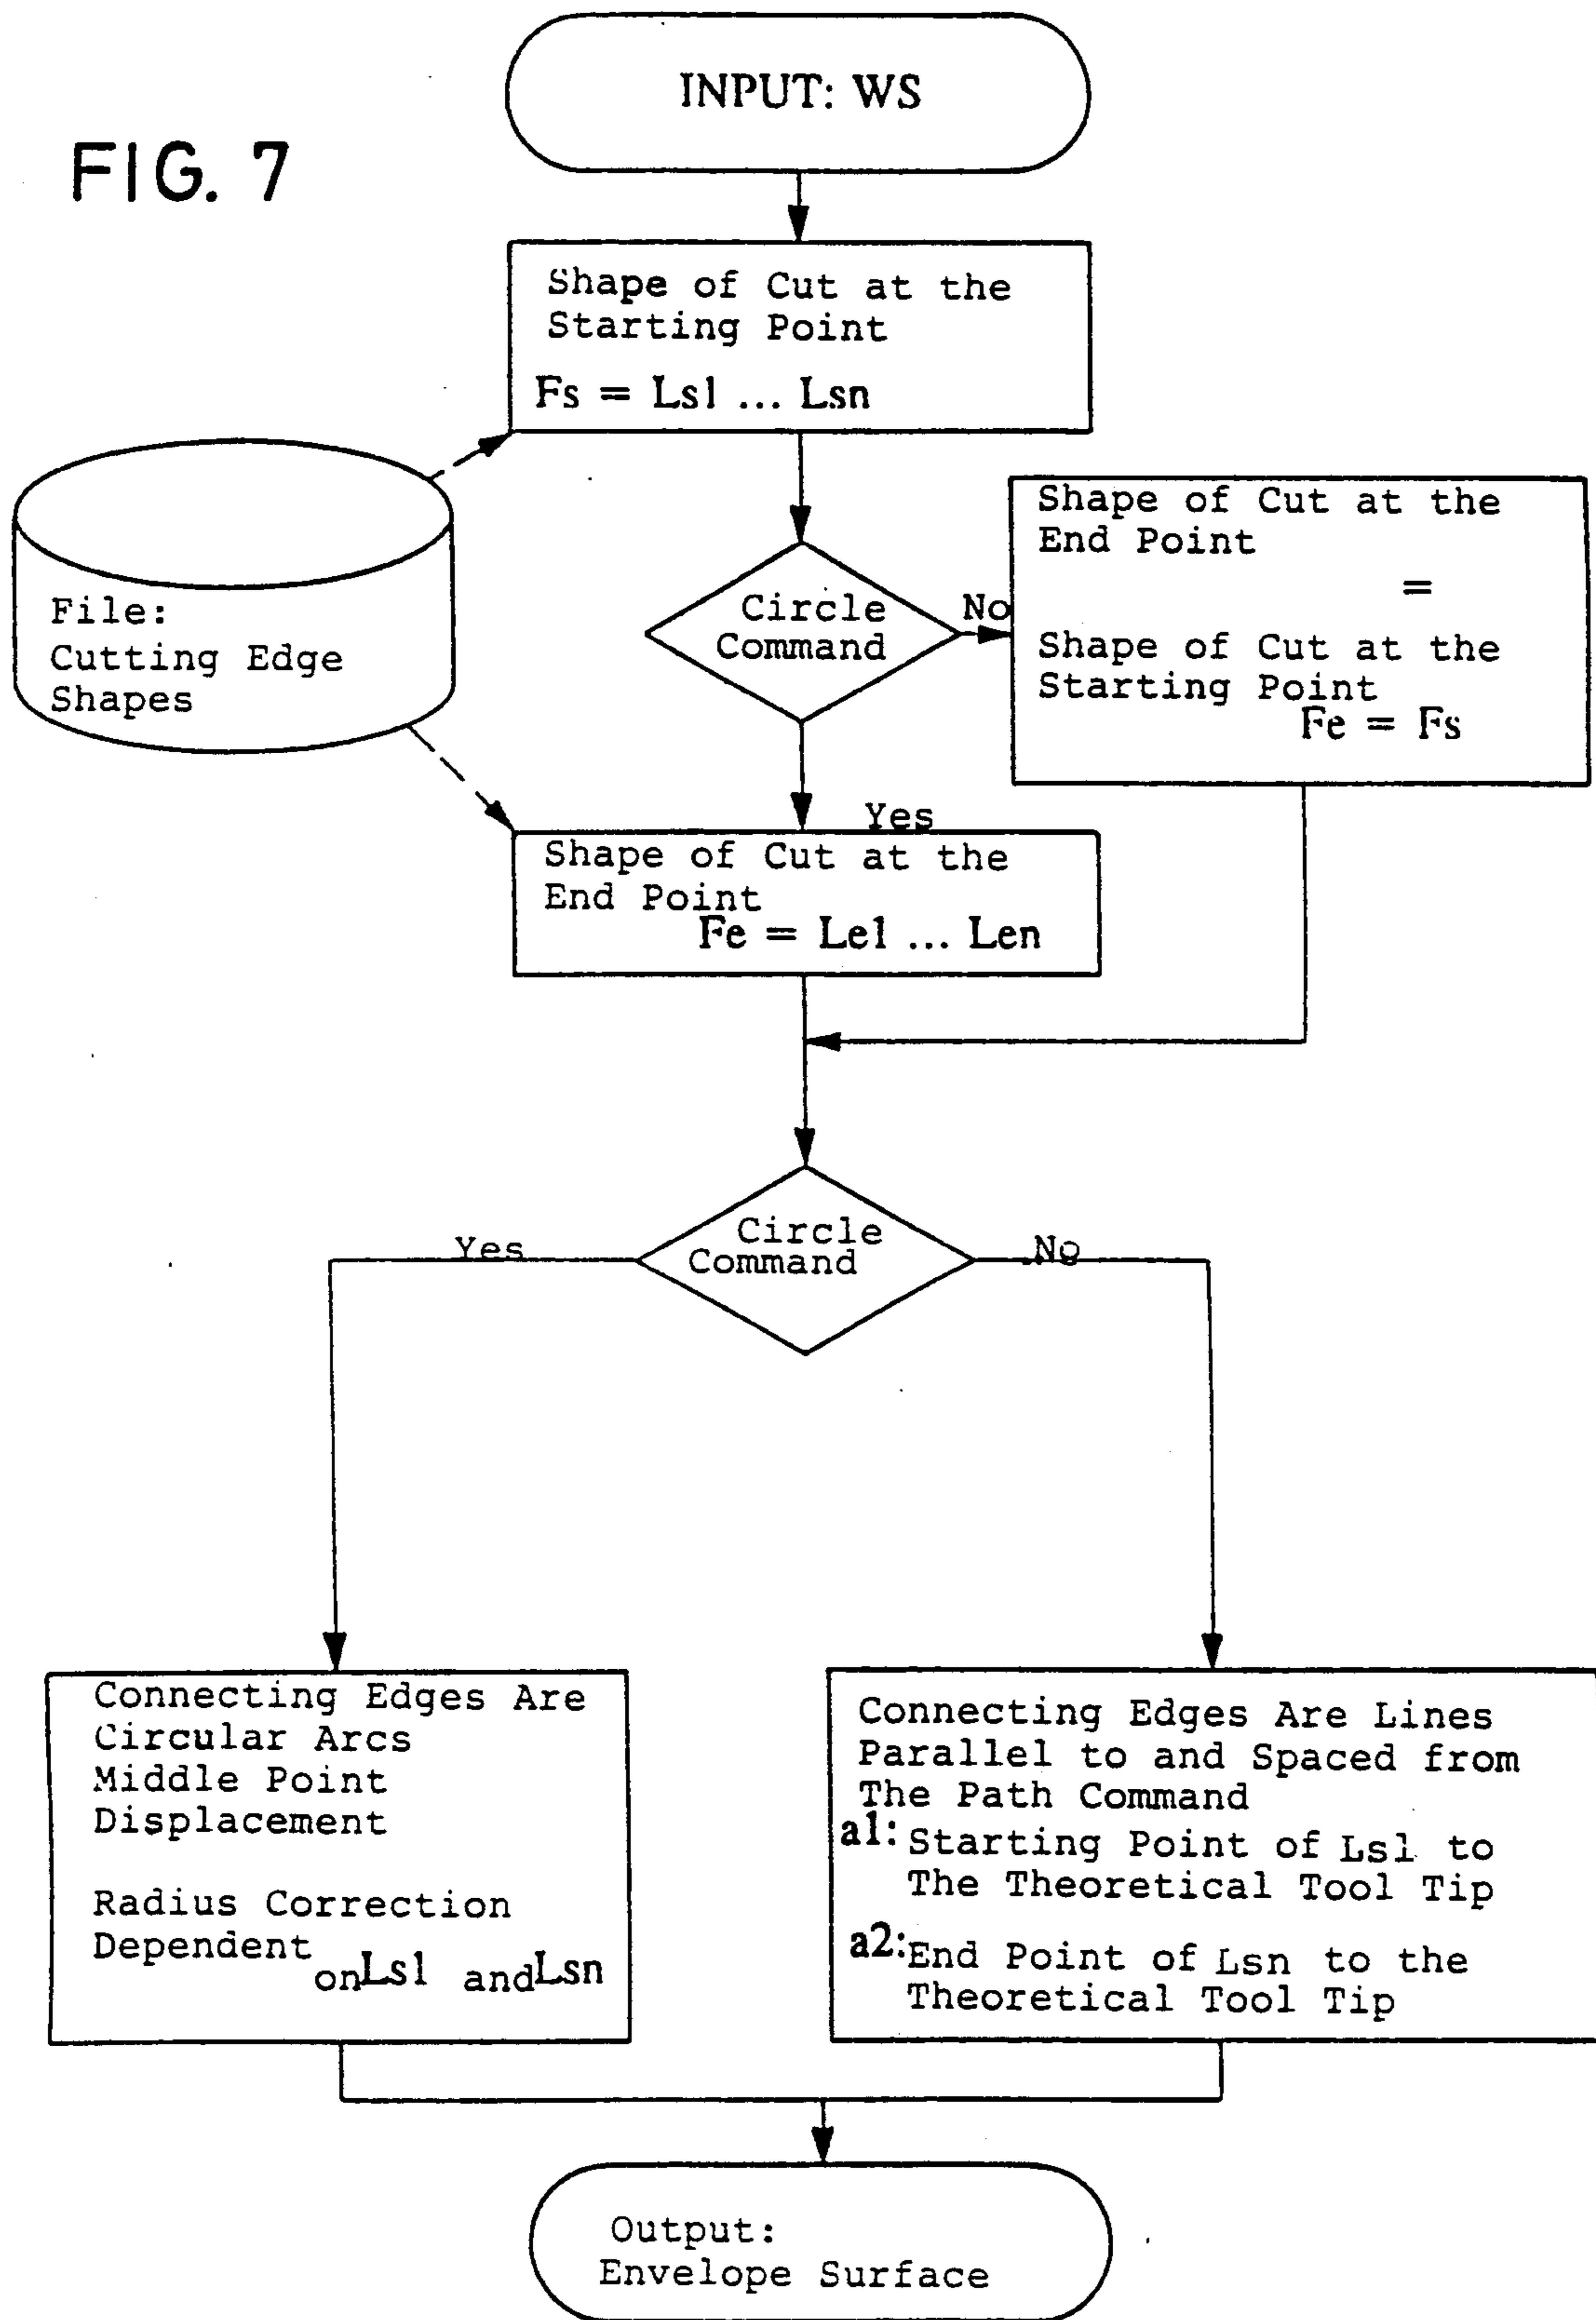 FIG. 7
INPUT: WS
Shape of Cut at the
Starting Point
Fs = Ls1 ... Lsn
File:
Cutting Edge
Shapes
Circle
Command
No
Shape of Cut at the
End Point
=
Shape of Cut at the
Starting Point
Fe = Fs
Yes
Shape of Cut at the
End Point
Fe = Le1 ... Len
Circle
Command
Yes
No
Connecting Edges Are
Circular Arcs
Middle Point
Displacement
Radius Correction
Dependent
on Ls1 and Lsn
Connecting Edges Are Lines
Parallel to and Spaced from
The Path Command
a1: Starting Point of Ls1 to
The Theoretical Tool Tip
a2: End Point of Lsn to the
Theoretical Tool Tip
Output:
Envelope Surface